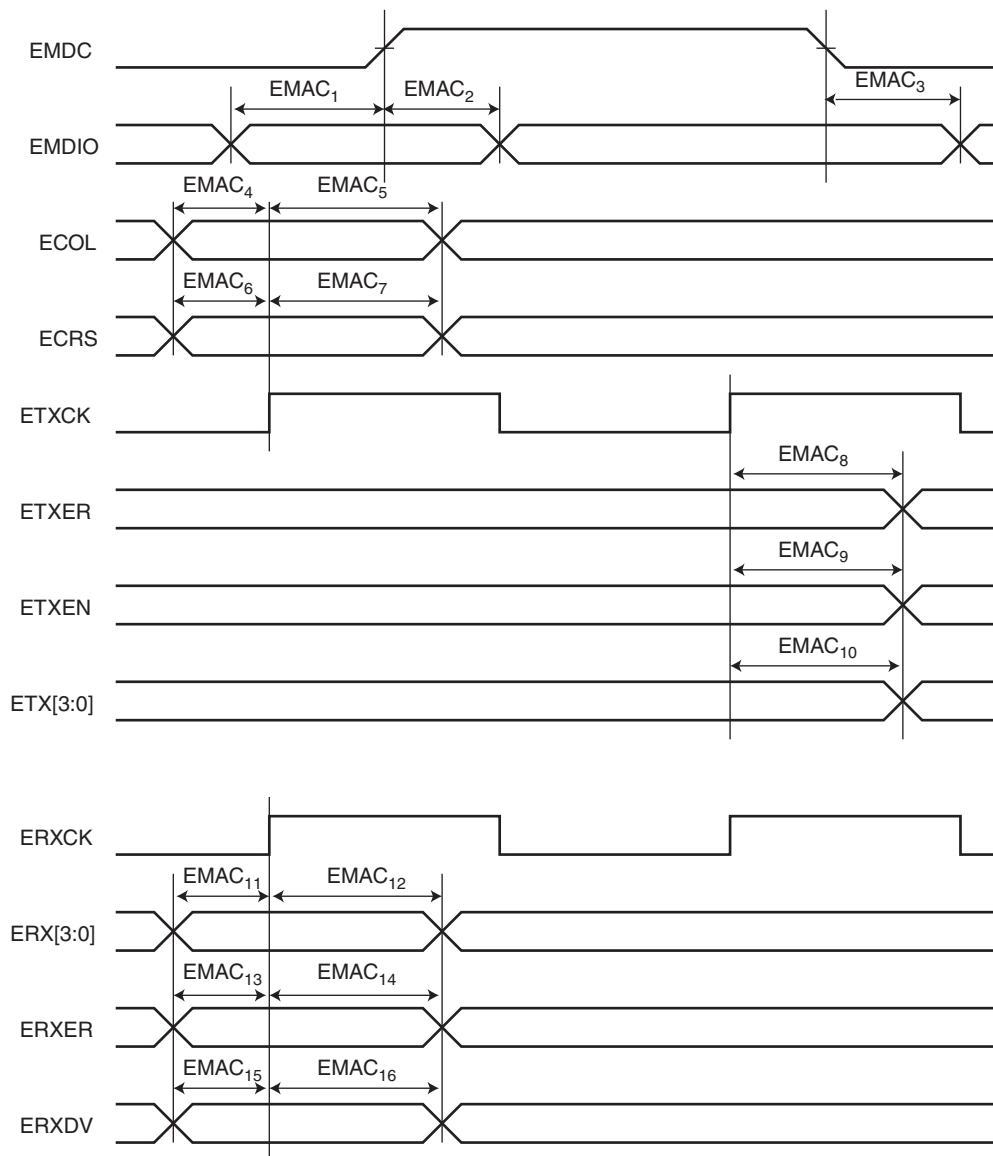 EMDC
EMAC₁ EMAC₂ EMAC₃
EMDIO
EMAC₄ EMAC₅
ECOL
EMAC₆ EMAC₇
ECRS
ETXCK
EMAC₈
ETXER
EMAC₉
ETXEN
EMAC₁₀
ETX[3:0]
ERXCK
EMAC₁₁ EMAC₁₂
ERX[3:0]
EMAC₁₃ EMAC₁₄
ERXER
EMAC₁₅ EMAC₁₆
ERXDV